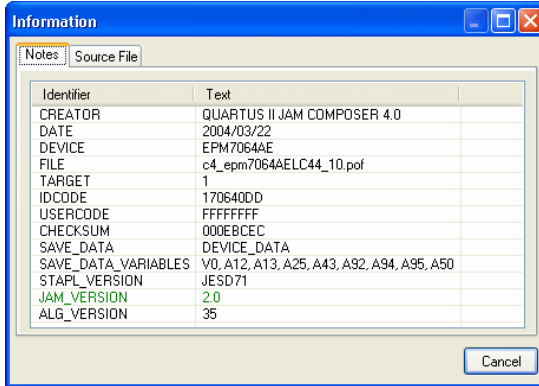 Information
Notes Source File
Identifier Text
CREATOR QUARTUS II JAM COMPOSER 4.0
DATE 2004/03/22
DEVICE EPM7064AE
FILE c4_epm7064AELC44_10.pof
TARGET 1
IDCODE 170640DD
USERCODE FFFFFFFF
CHECKSUM 000EBCEC
SAVE_DATA DEVICE_DATA
SAVE_DATA_VARIABLES V0, A12, A13, A25, A43, A92, A94, A95, A50
STAPL_VERSION JESD71
JAM_VERSION 2.0
ALG_VERSION 35
Cancel